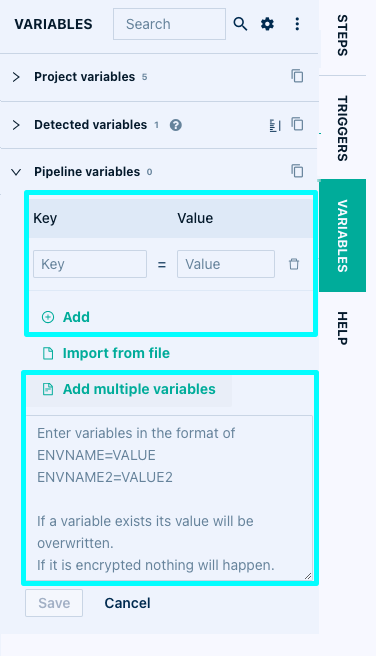 VARIABLES Search
Project variables 5
Detected variables 1
Pipeline variables 0
Key Value
Key = Value
Add
Import from file
Add multiple variables
Enter variables in the format of
ENVNAME=VALUE
ENVNAME2=VALUE2
If a variable exists its value will be
overwritten.
If it is encrypted nothing will happen.
Save Cancel
STEPS
TRIGGERS
VARIABLES
HELP